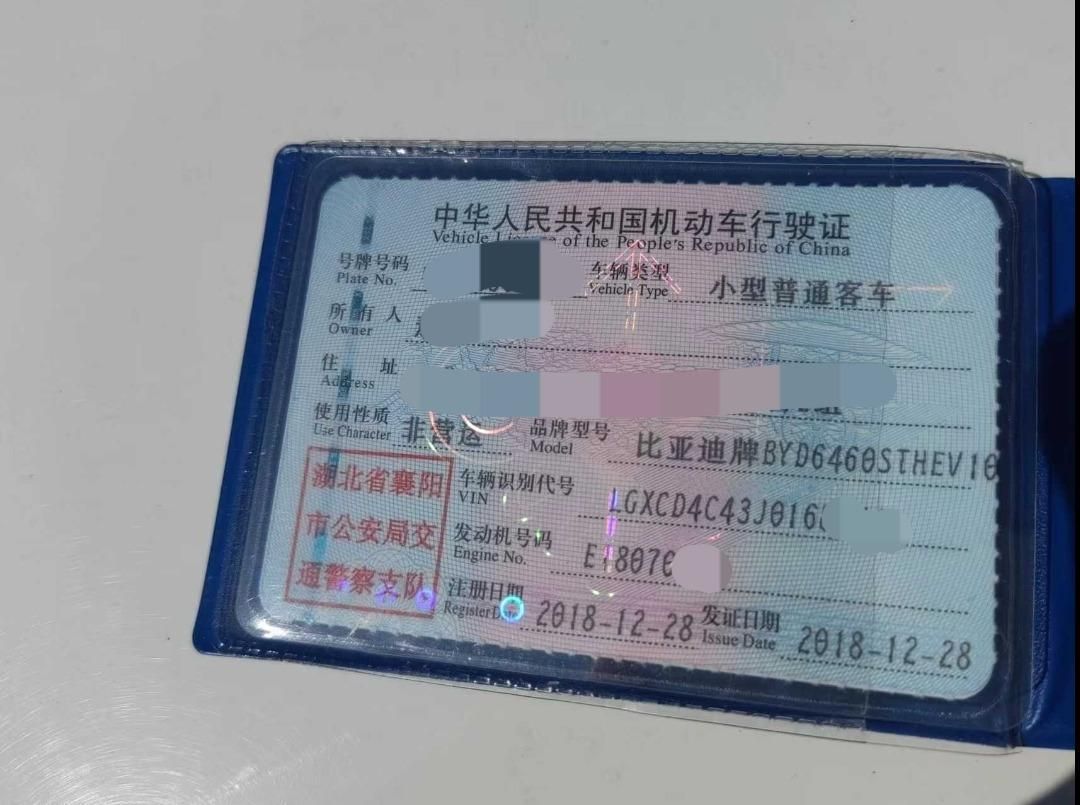 中华人民共和国机动车行驶证
Vehicle License of the People's Republic of China
号牌号码
Plate No.
车辆类型
Vehicle Type
小型普通客车
所有人
Owner
住址
Address
使用性质
Use Character
非营运
品牌型号
Model
比亚迪牌BYD6460STHEV10
湖北省襄阳
市公安局交
通警察支队
车辆识别代号
VIN
LGXCD4C43J016
发动机号码
Engine No.
注册日期
Register Date
2018-12-28
发证日期
Issue Date
2018-12-28